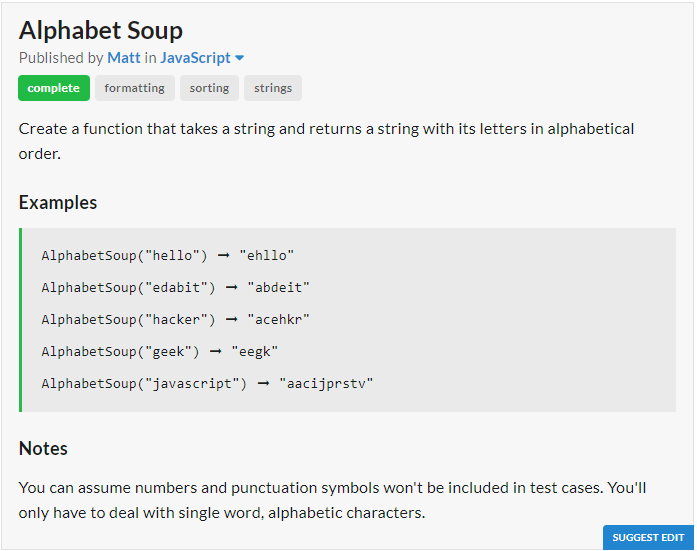 Alphabet Soup
Published by Matt in JavaScript
complete formatting sorting strings
Create a function that takes a string and returns a string with its letters in alphabetical
order.
Examples
AlphabetSoup("hello") ➞ "ehllo"
AlphabetSoup("edabit") ➞ "abdeit"
AlphabetSoup("hacker") ➞ "acehkr"
AlphabetSoup("geek") ➞ "eegk"
AlphabetSoup("javascript") ➞ "aacijprstv"
Notes
You can assume numbers and punctuation symbols won't be included in test cases. You'll
only have to deal with single word, alphabetic characters.
SUGGEST EDIT